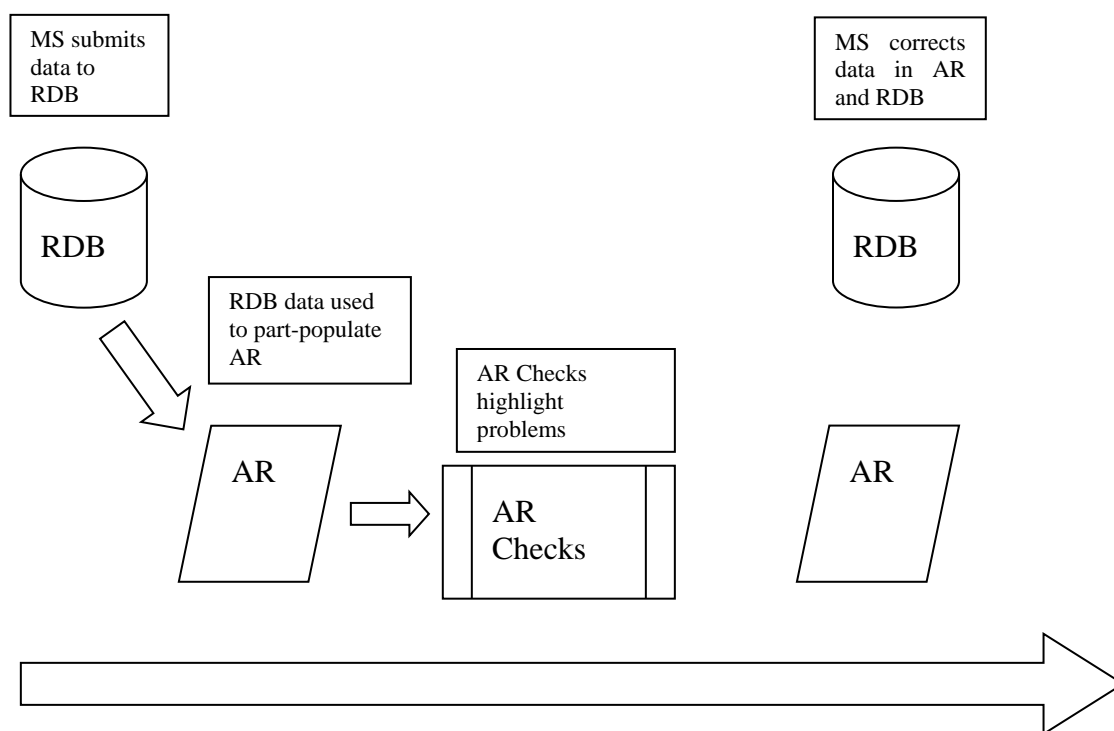 MS submits
data to
RDB
MS corrects
data in AR
and RDB
RDB
RDB
RDB data used
to part-populate
AR
AR Checks
highlight
problems
AR
AR
Checks
AR